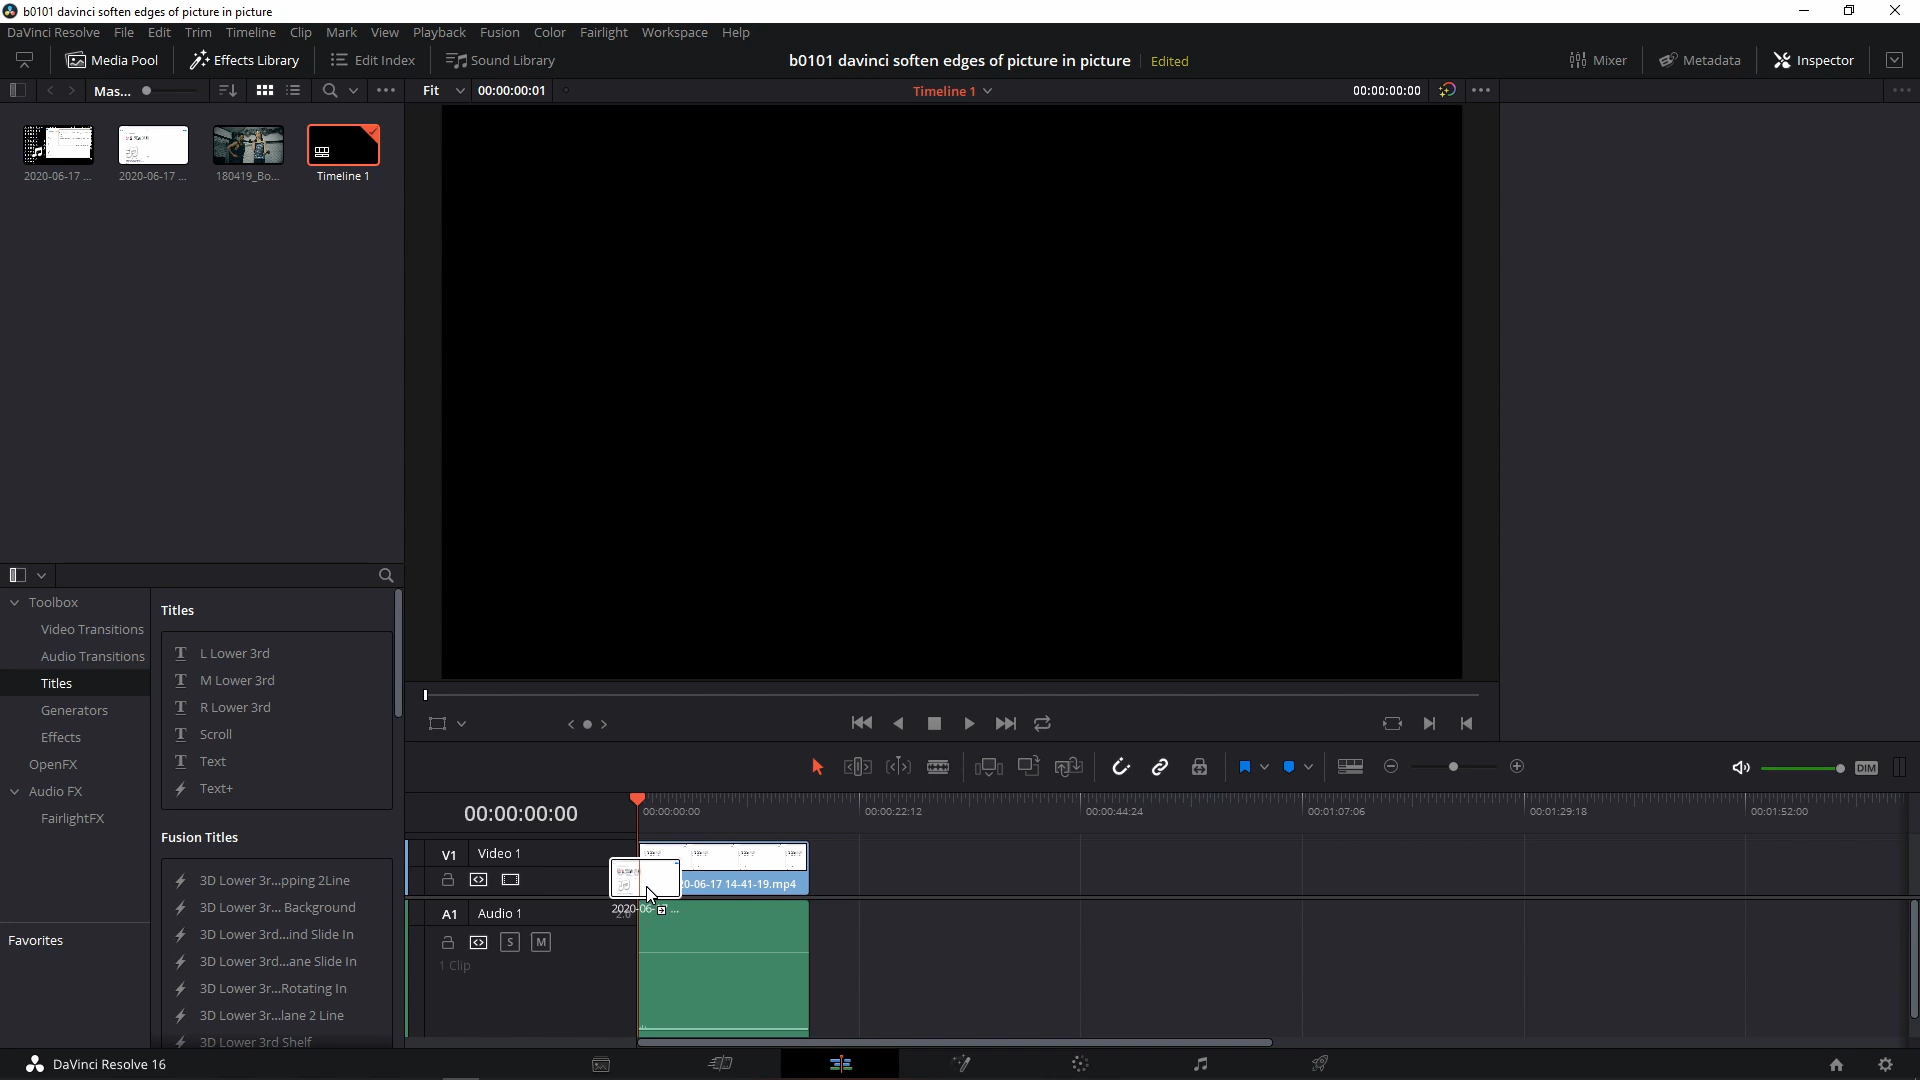 b0101 davinci soften edges of picture in picture
DaVinci Resolve File Edit Trim Timeline Clip Mark View Playback Fusion Color Fairlight Workspace Help
Media Pool Effects Library Edit Index Sound Library b0101 davinci soften edges of picture in picture Edited Mixer Metadata Inspector
Mas... Fit 00:00:00:01 Timeline 1 00:00:00:00
2020-06-17 ... 2020-06-17 ... 180419_Bo... Timeline 1
Toolbox
Video Transitions
Audio Transitions
Titles
Generators
Effects
OpenFX
Audio FX
FairlightFX
Favorites
Titles
L Lower 3rd
M Lower 3rd
R Lower 3rd
Scroll
Text
Text+
Fusion Titles
3D Lower 3r...pping 2Line
3D Lower 3r... Background
3D Lower 3rd...ind Slide In
3D Lower 3rd...ane Slide In
3D Lower 3r...Rotating In
3D Lower 3r...lane 2 Line
3D Lower 3rd Shelf
DIM
00:00:00:00 00:00:00:00 00:00:22:12 00:00:44:24 00:01:07:06 00:01:29:18 00:01:52:00
V1 Video 1
20-06-17 14-41-19.mp4
2020-06- ...
A1 Audio 1 2.0
S M
1 Clip
DaVinci Resolve 16